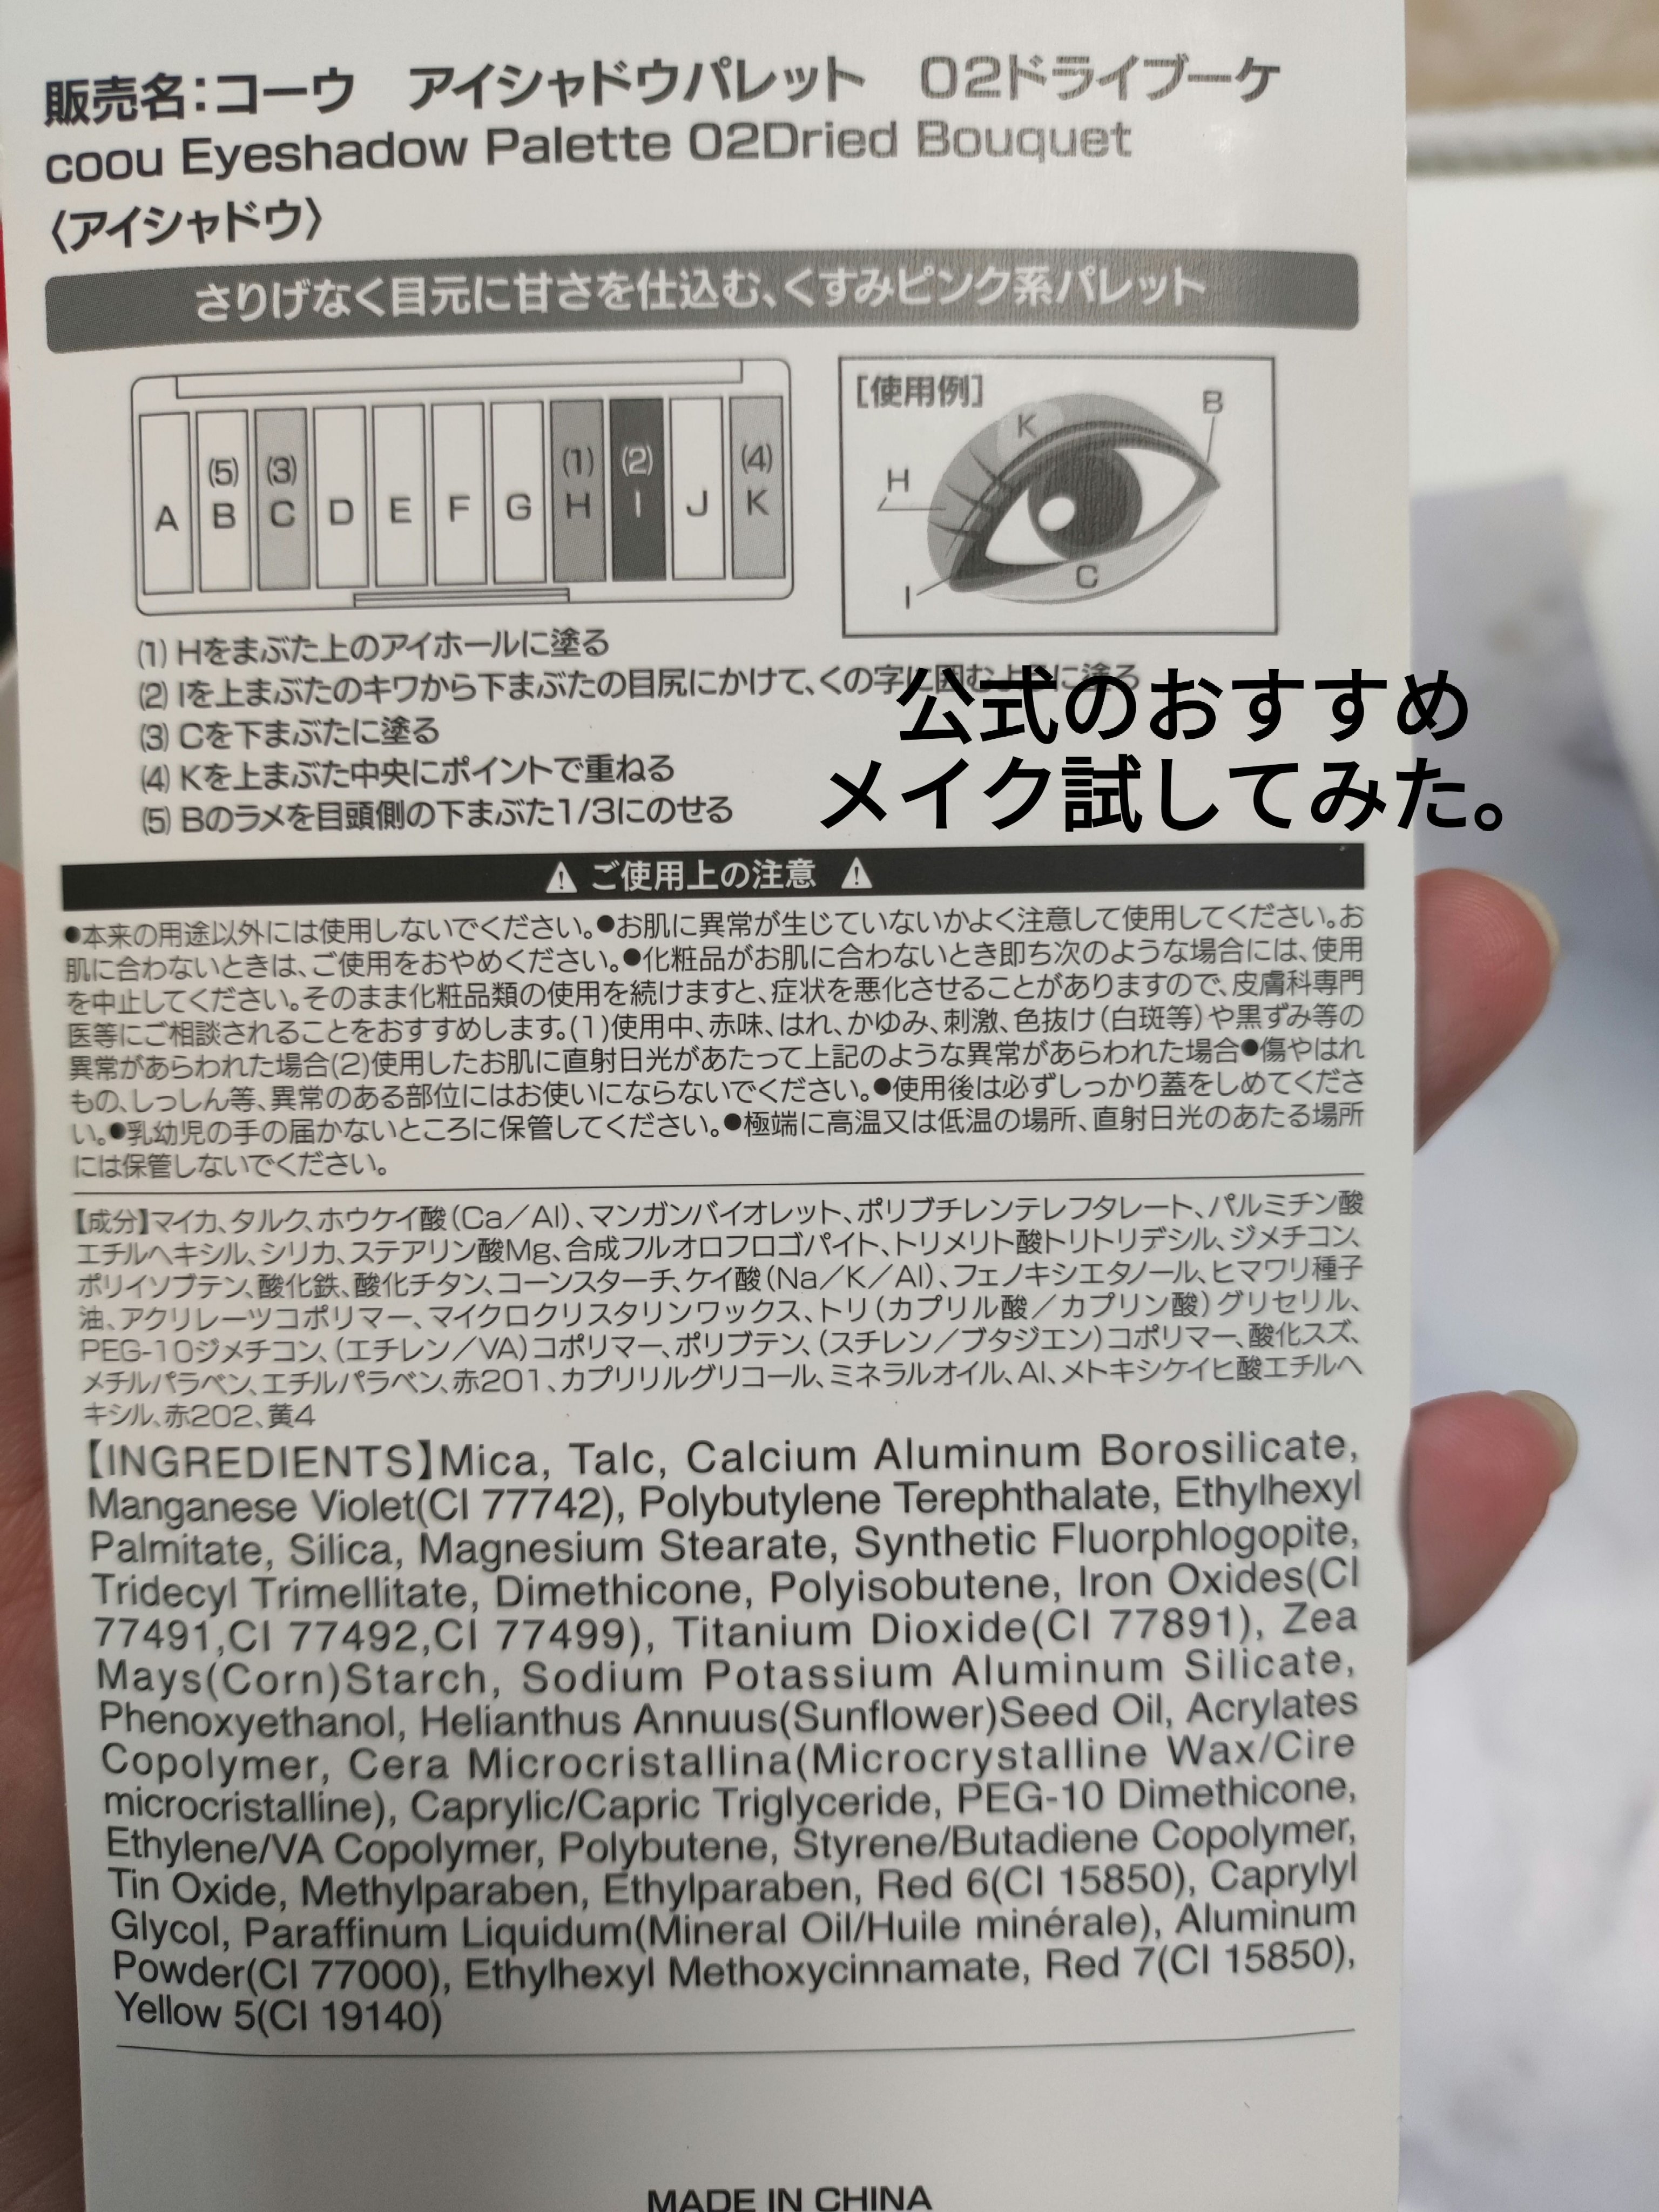 販売名:コーウ　アイシャドウパレット　02ドライブーケ
coou Eyeshadow Palette 02Dried Bouquet
〈アイシャドウ〉
さりげなく目元に甘さを仕込む、くすみピンク系パレット
(5) (3) (1) (2) (4)
A B C D E F G H I J K
[使用例]
K
B
H
I
C
(1) Hをまぶた上のアイホールに塗る
(2) Iを上まぶたのキワから下まぶたの目尻にかけて、くの字に囲むように塗る
(3) Cを下まぶたに塗る
(4) Kを上まぶた中央にポイントで重ねる
(5) Bのラメを目頭側の下まぶた1/3にのせる
公式のおすすめ
メイク試してみた。
⚠ ご使用上の注意 ⚠
●本来の用途以外には使用しないでください。●お肌に異常が生じていないかよく注意して使用してください。お
肌に合わないときは、ご使用をおやめください。●化粧品がお肌に合わないとき即ち次のような場合には、使用
を中止してください。そのまま化粧品類の使用を続けますと、症状を悪化させることがありますので、皮膚科専門
医等にご相談されることをおすすめします。(1)使用中、赤味、はれ、かゆみ、刺激、色抜け(白斑等)や黒ずみ等の
異常があらわれた場合(2)使用したお肌に直射日光があたって上記のような異常があらわれた場合●傷やはれ
もの、しっしん等、異常のある部位にはお使いにならないでください。●使用後は必ずしっかり蓋をしめてくださ
い。●乳幼児の手の届かないところに保管してください。●極端に高温又は低温の場所、直射日光のあたる場所
には保管しないでください。
【成分】マイカ、タルク、ホウケイ酸(Ca/Al)、マンガンバイオレット、ポリブチレンテレフタレート、パルミチン酸
エチルヘキシル、シリカ、ステアリン酸Mg、合成フルオロフロゴパイト、トリメリト酸トリトリデシル、ジメチコン、
ポリイソブテン、酸化鉄、酸化チタン、コーンスターチ、ケイ酸(Na/K/Al)、フェノキシエタノール、ヒマワリ種子
油、アクリレーツコポリマー、マイクロクリスタリンワックス、トリ(カプリル酸/カプリン酸)グリセリル、
PEG-10ジメチコン、(エチレン/VA)コポリマー、ポリブテン、(スチレン/ブタジエン)コポリマー、酸化スズ、
メチルパラベン、エチルパラベン、赤201、カプリリルグリコール、ミネラルオイル、Al、メトキシケイヒ酸エチルヘ
キシル、赤202、黄4
【INGREDIENTS】Mica, Talc, Calcium Aluminum Borosilicate,
Manganese Violet(CI 77742), Polybutylene Terephthalate, Ethylhexyl
Palmitate, Silica, Magnesium Stearate, Synthetic Fluorphlogopite,
Tridecyl Trimellitate, Dimethicone, Polyisobutene, Iron Oxides(CI
77491,CI 77492,CI 77499), Titanium Dioxide(CI 77891), Zea
Mays(Corn)Starch, Sodium Potassium Aluminum Silicate,
Phenoxyethanol, Helianthus Annuus(Sunflower)Seed Oil, Acrylates
Copolymer, Cera Microcristallina(Microcrystalline Wax/Cire
microcristalline), Caprylic/Capric Triglyceride, PEG-10 Dimethicone,
Ethylene/VA Copolymer, Polybutene, Styrene/Butadiene Copolymer,
Tin Oxide, Methylparaben, Ethylparaben, Red 6(CI 15850), Caprylyl
Glycol, Paraffinum Liquidum(Mineral Oil/Huile minérale), Aluminum
Powder(CI 77000), Ethylhexyl Methoxycinnamate, Red 7(CI 15850),
Yellow 5(CI 19140)
MADE IN CHINA